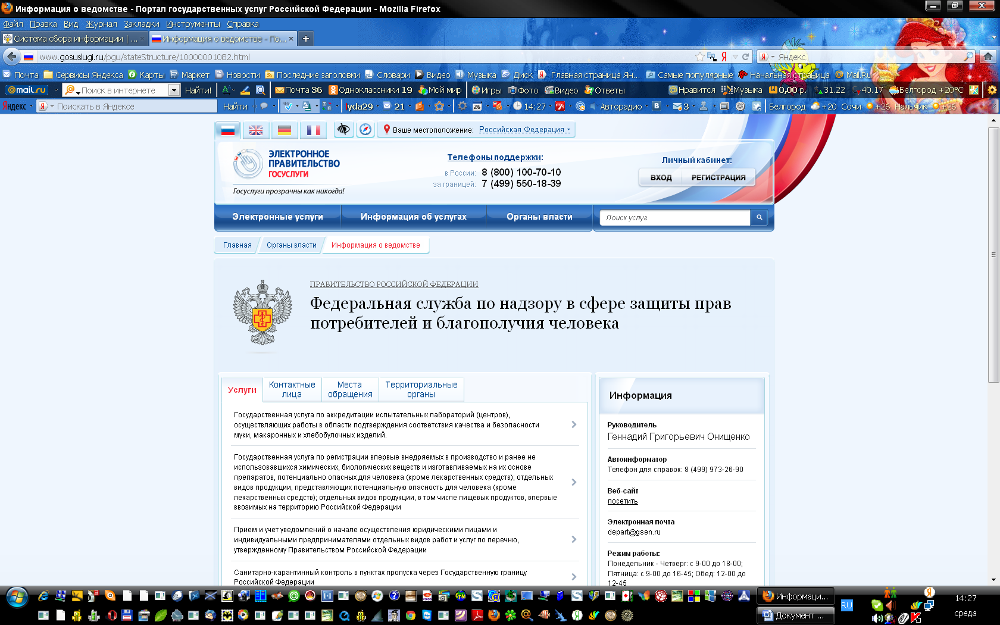 Информация о ведомстве - Портал государственных услуг Российской Федерации - Mozilla Firefox
Файл Правка Вид Журнал Закладки Инструменты Справка
Система сбора информации | ... Информация о ведомстве - По...
www.gosuslugi.ru/pgu/stateStructure/10000001082.html Яндекс
Почта Сервисы Яндекса Карты Маркет Новости Последние заголовки Словари Видео Музыка Диск Главная страница Ян... Самые популярные Начальная страница Mail.Ru
@mail.ru Поиск в интернете Найти! Почта 36 Одноклассники 19 Мой мир Игры Фото Видео Ответы Нравится Музыка 0,00 р. 31.22 40.17 Белгород +20°C
Яндекс Поискать в Яндексе Найти lyda29 21 26 14:27 Авторадио 3 Белгород +20 Сочи +26 Нальчик +26
Ваше местоположение: Российская Федерация
ЭЛЕКТРОННОЕ
ПРАВИТЕЛЬСТВО
ГОСУСЛУГИ
Госуслуги прозрачны как никогда!
Телефоны поддержки:
в России: 8 (800) 100-70-10
за границей: 7 (499) 550-18-39
Личный кабинет:
ВХОД РЕГИСТРАЦИЯ
Электронные услуги Информация об услугах Органы власти Поиск услуг
Главная Органы власти Информация о ведомстве
ПРАВИТЕЛЬСТВО РОССИЙСКОЙ ФЕДЕРАЦИИ
Федеральная служба по надзору в сфере защиты прав
потребителей и благополучия человека
Услуги
Контактные
лица
Места
обращения
Территориальные
органы
Государственная услуга по аккредитации испытательных лабораторий (центров),
осуществляющих работы в области подтверждения соответствия качества и безопасности
муки, макаронных и хлебобулочных изделий.
Государственная услуга по регистрации впервые внедряемых в производство и ранее не
использовавшихся химических, биологических веществ и изготавливаемых на их основе
препаратов, потенциально опасных для человека (кроме лекарственных средств); отдельных
видов продукции, представляющих потенциальную опасность для человека (кроме
лекарственных средств); отдельных видов продукции, в том числе пищевых продуктов, впервые
ввозимых на территорию Российской Федерации
Прием и учет уведомлений о начале осуществления юридическими лицами и
индивидуальными предпринимателями отдельных видов работ и услуг по перечню,
утвержденному Правительством Российской Федерации
Санитарно-карантинный контроль в пунктах пропуска через Государственную границу
Российской Федерации
Информация
Руководитель
Геннадий Григорьевич Онищенко
Автоинформатор
Телефон для справок: 8 (499) 973-26-90
Веб-сайт
посетить
Электронная почта
depart@gsen.ru
Режим работы:
Понедельник - Четверг: с 9-00 до 18-00;
Пятница: с 9-00 до 16-45; Обед: 12-00 до
12-45
Информаци...
Документ ...
RU
14:27
среда